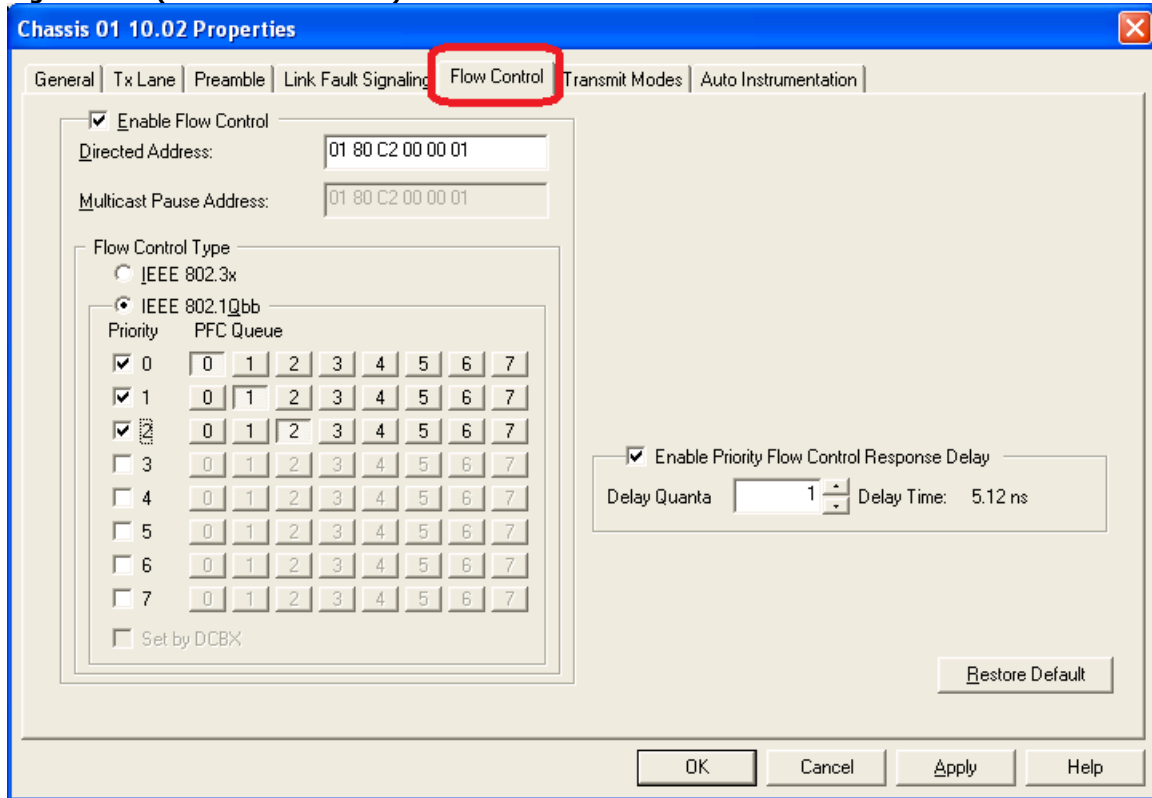 Chassis 01 10.02 Properties
General Tx Lane Preamble Link Fault Signaling Flow Control Transmit Modes Auto Instrumentation
Enable Flow Control
Directed Address: 01 80 C2 00 00 01
Multicast Pause Address: 01 80 C2 00 00 01
Flow Control Type
IEEE 802.3x
IEEE 802.1Qbb
Priority PFC Queue
0 0 1 2 3 4 5 6 7
1 0 1 2 3 4 5 6 7
2 0 1 2 3 4 5 6 7
3 0 1 2 3 4 5 6 7
4 0 1 2 3 4 5 6 7
5 0 1 2 3 4 5 6 7
6 0 1 2 3 4 5 6 7
7 0 1 2 3 4 5 6 7
Set by DCBX
Enable Priority Flow Control Response Delay
Delay Quanta 1 Delay Time: 5.12 ns
Restore Default
OK Cancel Apply Help